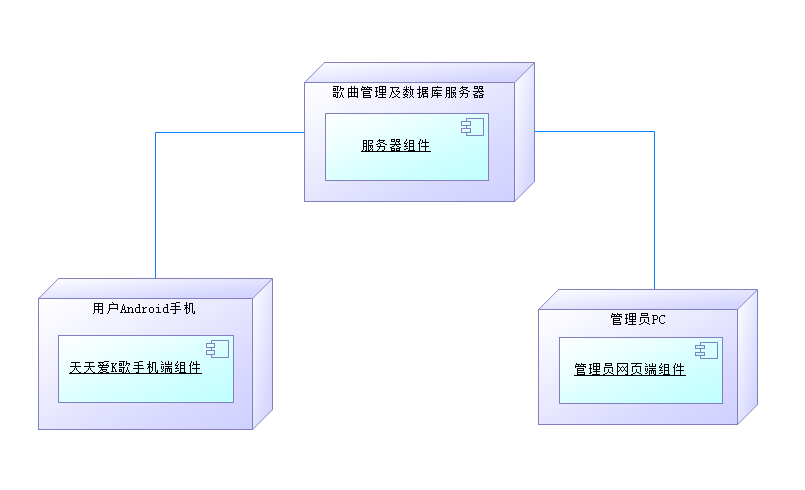 歌曲管理及数据库服务器
服务器组件
用户Android手机
天天爱K歌手机端组件
管理员PC
管理员网页端组件